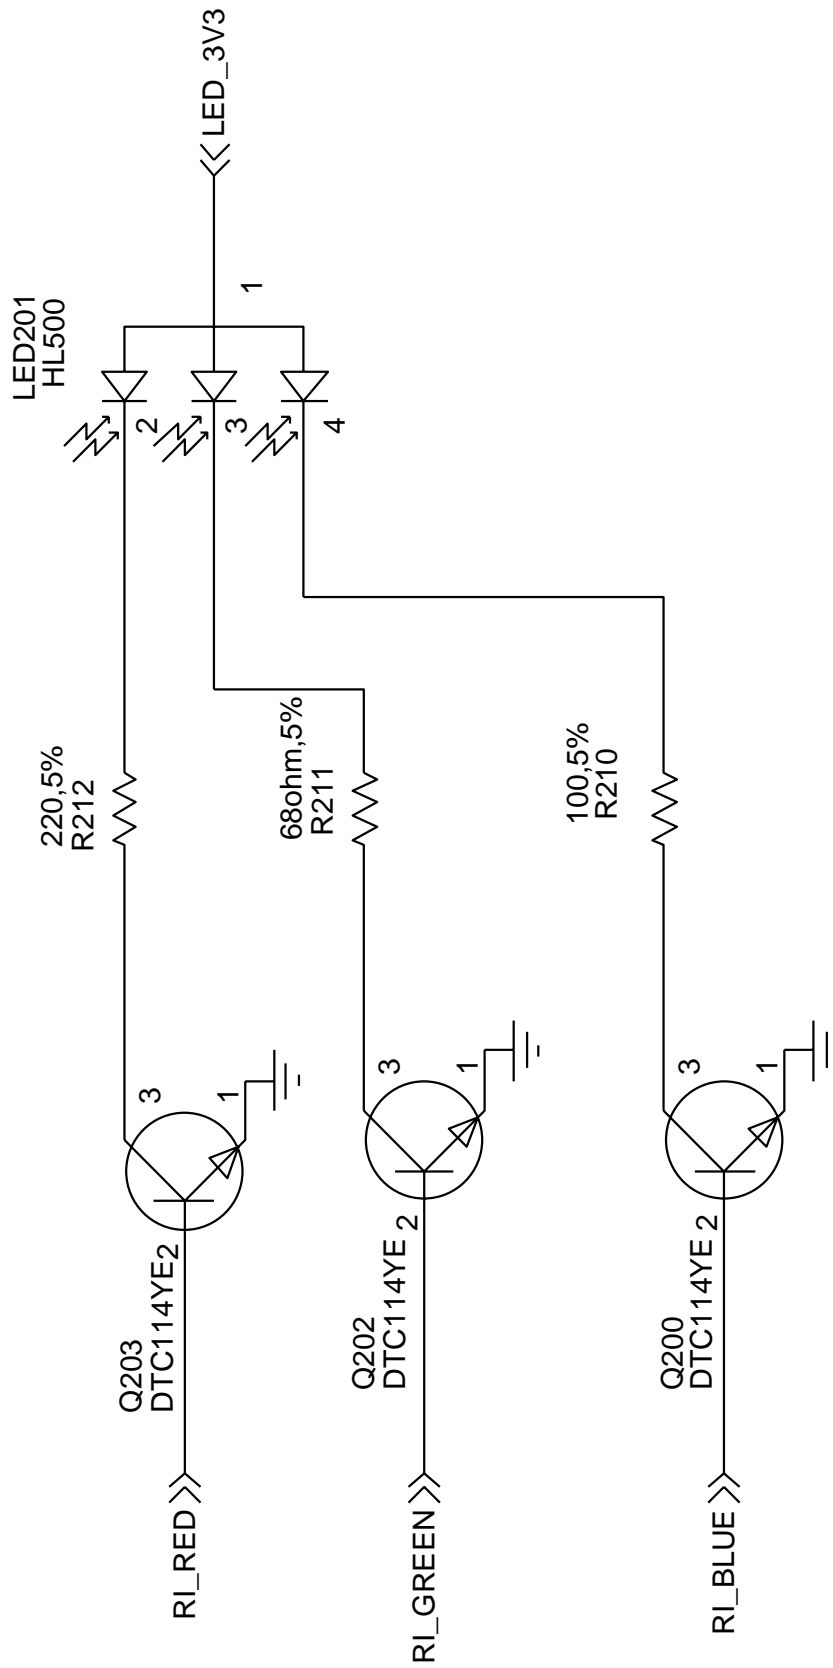 LED_3V3
LED201
HL500
1
2
3
4
220,5%
R212
68ohm,5%
R211
100,5%
R210
3
1
2
Q203
DTC114YE
RI_RED
3
1
2
Q202
DTC114YE
RI_GREEN
3
1
2
Q200
DTC114YE
RI_BLUE